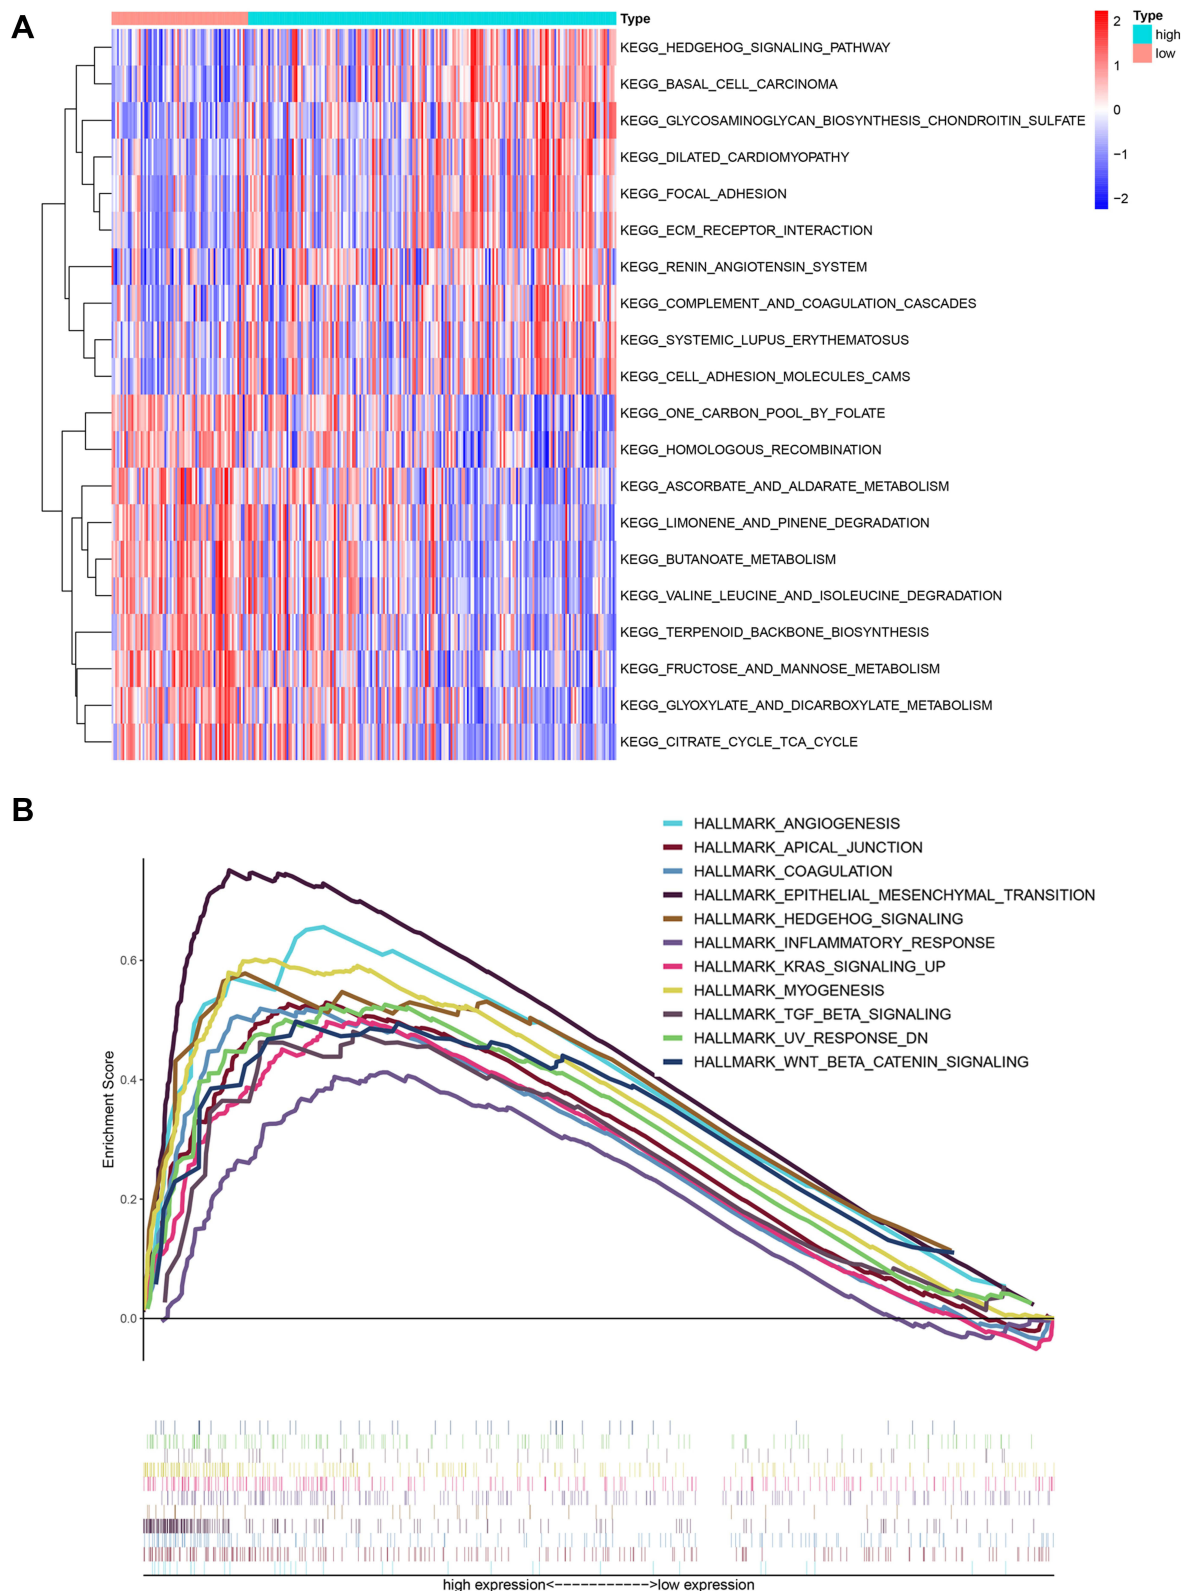 A
Type
KEGG_HEDGEHOG_SIGNALING_PATHWAY
KEGG_BASAL_CELL_CARCINOMA
KEGG_GLYCOSAMINOGLYCAN_BIOSYNTHESIS_CHONDROITIN_SULFATE
KEGG_DILATED_CARDIOMYOPATHY
KEGG_FOCAL_ADHESION
KEGG_ECM_RECEPTOR_INTERACTION
KEGG_RENIN_ANGIOTENSIN_SYSTEM
KEGG_COMPLEMENT_AND_COAGULATION_CASCADES
KEGG_SYSTEMIC_LUPUS_ERYTHEMATOSUS
KEGG_CELL_ADHESION_MOLECULES_CAMS
KEGG_ONE_CARBON_POOL_BY_FOLATE
KEGG_HOMOLOGOUS_RECOMBINATION
KEGG_ASCORBATE_AND_ALDARATE_METABOLISM
KEGG_LIMONENE_AND_PINENE_DEGRADATION
KEGG_BUTANOATE_METABOLISM
KEGG_VALINE_LEUCINE_AND_ISOLEUCINE_DEGRADATION
KEGG_TERPENOID_BACKBONE_BIOSYNTHESIS
KEGG_FRUCTOSE_AND_MANNOSE_METABOLISM
KEGG_GLYOXYLATE_AND_DICARBOXYLATE_METABOLISM
KEGG_CITRATE_CYCLE_TCA_CYCLE
2
1
0
−1
−2
Type
high
low
B
HALLMARK_ANGIOGENESIS
HALLMARK_APICAL_JUNCTION
HALLMARK_COAGULATION
HALLMARK_EPITHELIAL_MESENCHYMAL_TRANSITION
HALLMARK_HEDGEHOG_SIGNALING
HALLMARK_INFLAMMATORY_RESPONSE
HALLMARK_KRAS_SIGNALING_UP
HALLMARK_MYOGENESIS
HALLMARK_TGF_BETA_SIGNALING
HALLMARK_UV_RESPONSE_DN
HALLMARK_WNT_BETA_CATENIN_SIGNALING
Enrichment Score
0.6
0.4
0.2
0.0
high expression<------------>low expression